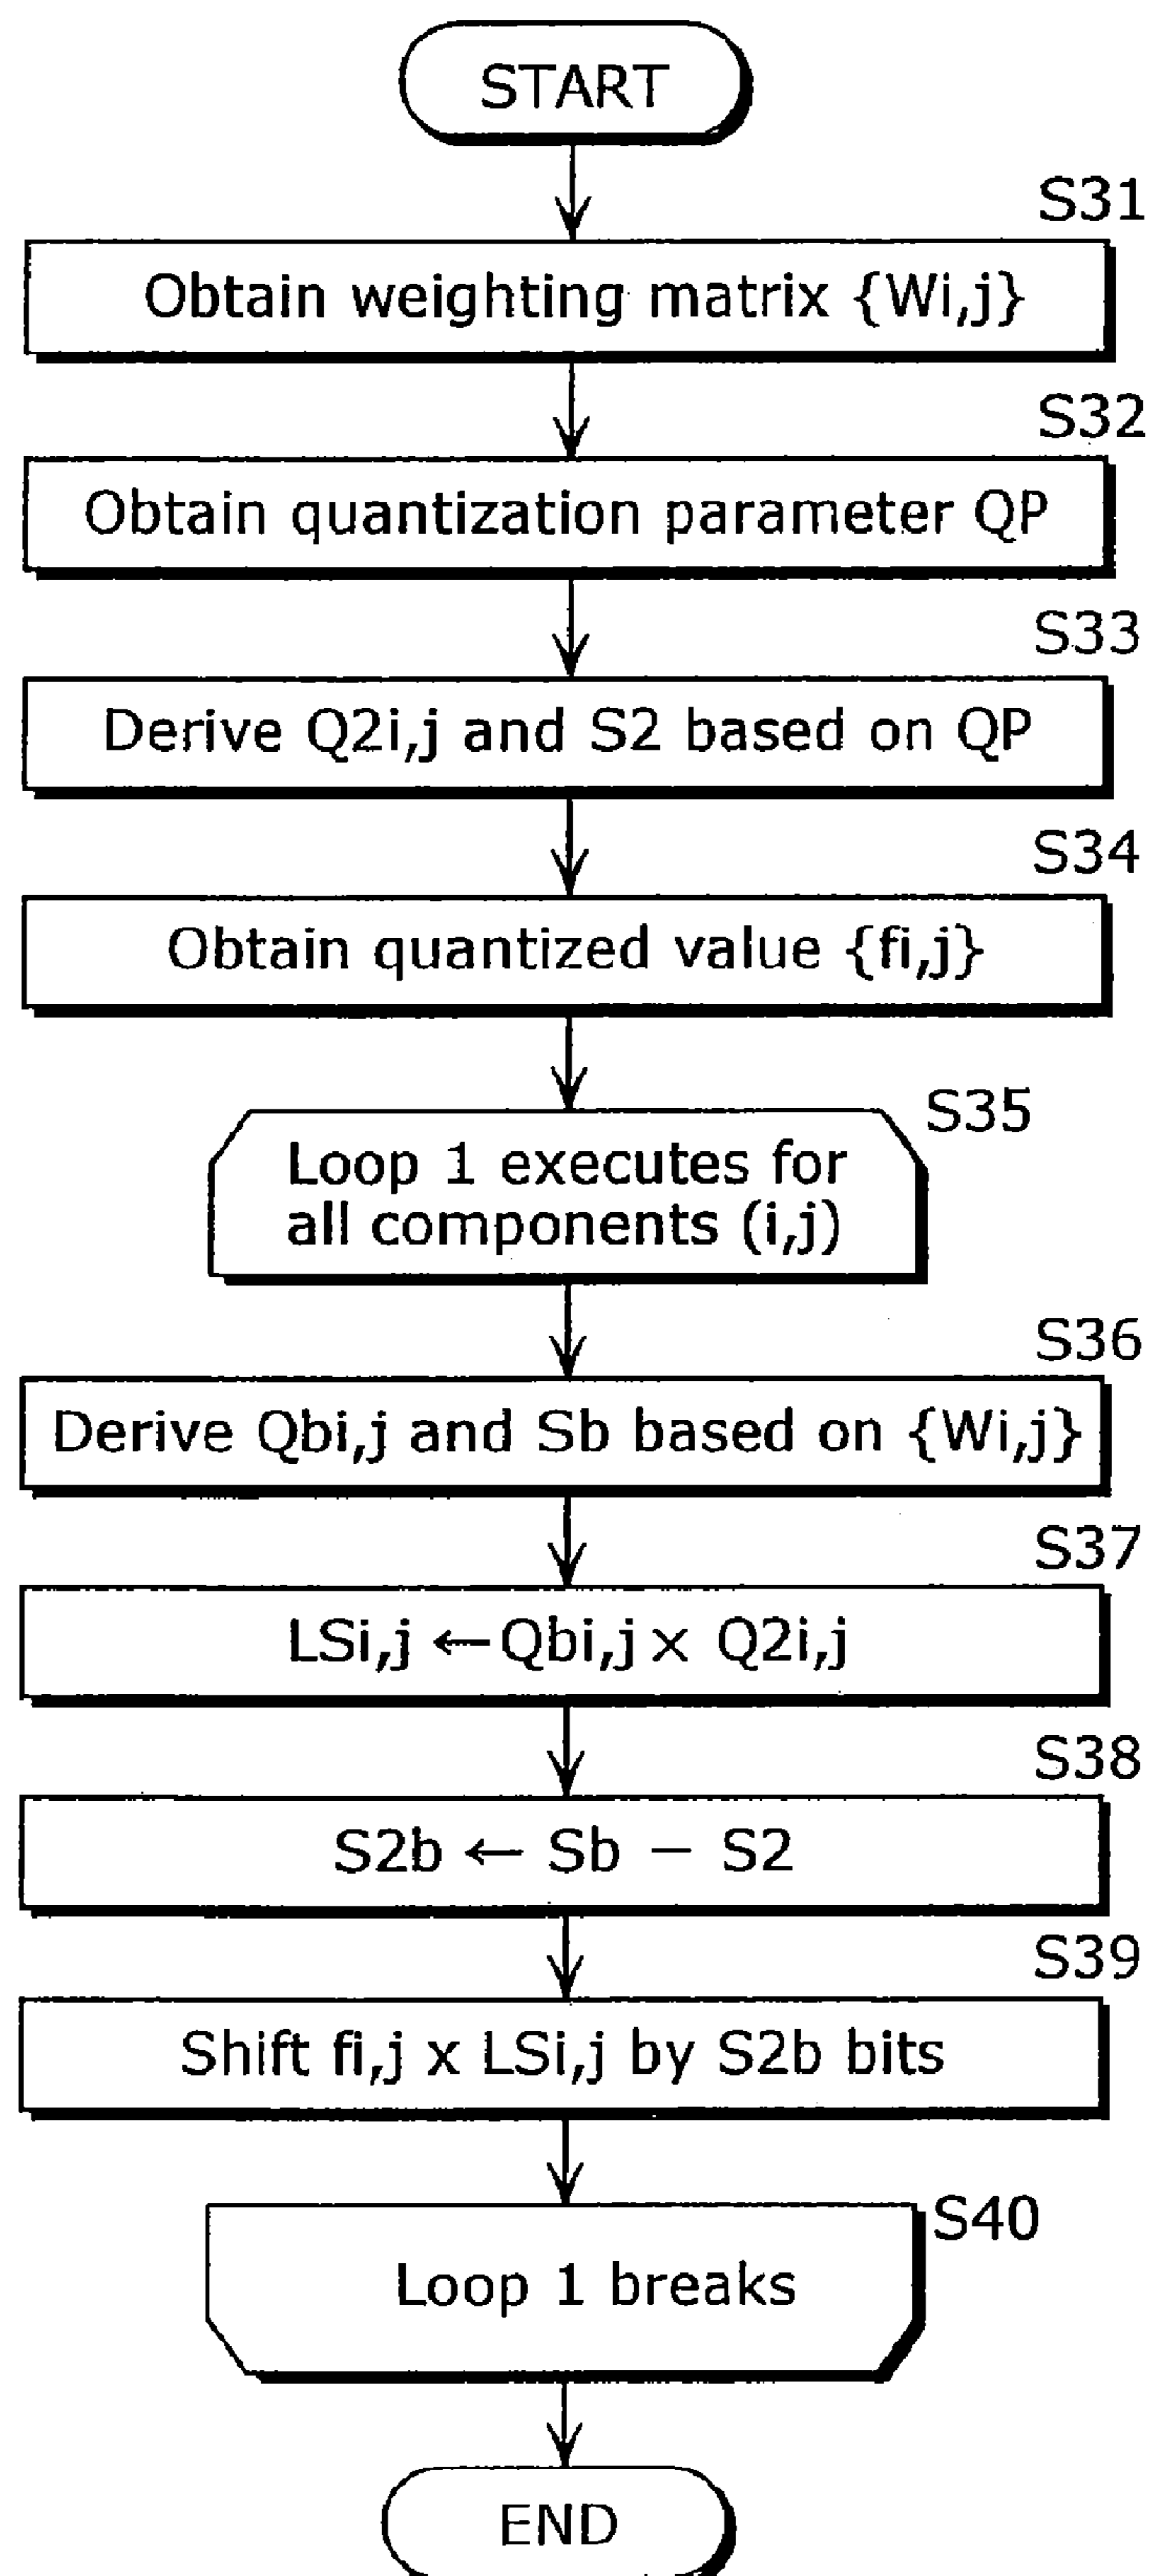 START
S31
Obtain weighting matrix {Wi,j}
S32
Obtain quantization parameter QP
S33
Derive Q2i,j and S2 based on QP
S34
Obtain quantized value {fi,j}
S35
Loop 1 executes for
all components (i,j)
S36
Derive Qbi,j and Sb based on {Wi,j}
S37
LSi,j ← Qbi,j × Q2i,j
S38
S2b ← Sb − S2
S39
Shift fi,j x LSi,j by S2b bits
S40
Loop 1 breaks
END